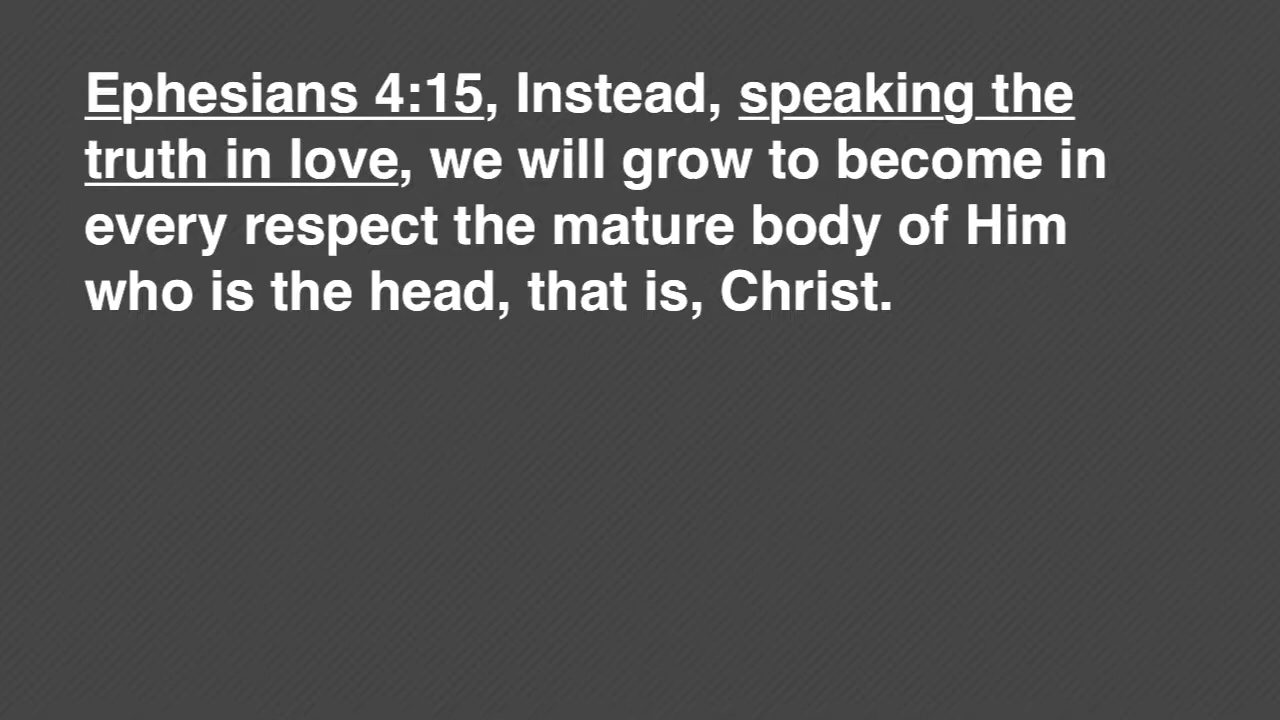 Ephesians 4:15, Instead, speaking the
truth in love, we will grow to become in
every respect the mature body of Him
who is the head, that is, Christ.